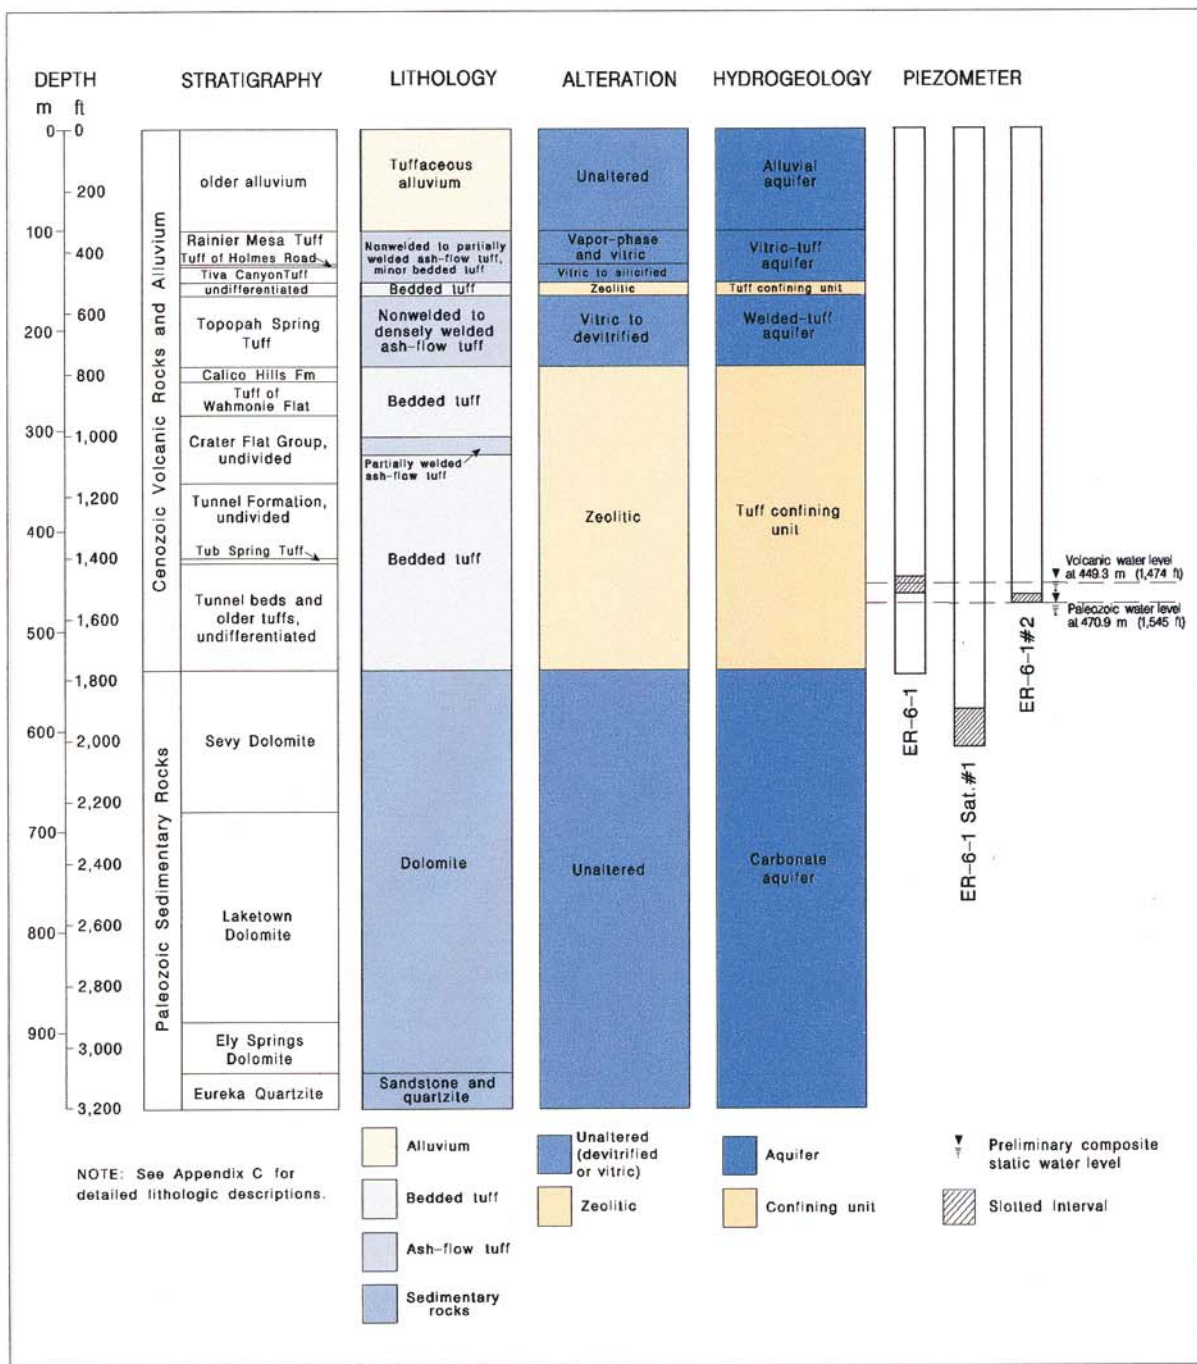 DEPTH
m ft
STRATIGRAPHY
LITHOLOGY
ALTERATION
HYDROGEOLOGY
PIEZOMETER
0
100
200
300
400
500
600
700
800
900
0
200
400
600
800
1,000
1,200
1,400
1,600
1,800
2,000
2,200
2,400
2,600
2,800
3,000
3,200
Cenozoic Volcanic Rocks and Alluvium
Paleozoic Sedimentary Rocks
older alluvium
Rainier Mesa Tuff
Tuff of Holmes Road
Tiva CanyonTuff
undifferentiated
Topopah Spring
Tuff
Calico Hills Fm
Tuff of
Wahmonie Flat
Crater Flat Group,
undivided
Tunnel Formation,
undivided
Tub Spring Tuff
Tunnel beds and
older tuffs,
undifferentiated
Sevy Dolomite
Laketown
Dolomite
Ely Springs
Dolomite
Eureka Quartzite
Tuffaceous
alluvium
Nonwelded to partially
welded ash-flow tuff,
minor bedded tuff
Bedded tuff
Nonwelded to
densely welded
ash-flow tuff
Bedded tuff
Partially welded
ash-flow tuff
Bedded tuff
Dolomite
Sandstone and
quartzite
Unaltered
Vapor-phase
and vitric
Vitric to silicified
Zeolitic
Vitric to
devitrified
Zeolitic
Unaltered
Alluvial
aquifer
Vitric-tuff
aquifer
Tuff confining unit
Welded-tuff
aquifer
Tuff confining
unit
Carbonate
aquifer
Volcanic water level
at 449.3 m (1,474 ft)
Paleozoic water level
at 470.9 m (1,545 ft)
ER-6-1
ER-6-1 Sat.#1
ER-6-1#2
NOTE: See Appendix C for
detailed lithologic descriptions.
Alluvium
Bedded tuff
Ash-flow tuff
Sedimentary
rocks
Unaltered
(devitrified
or vitric)
Zeolitic
Aquifer
Confining unit
Preliminary composite
static water level
Slotted Interval